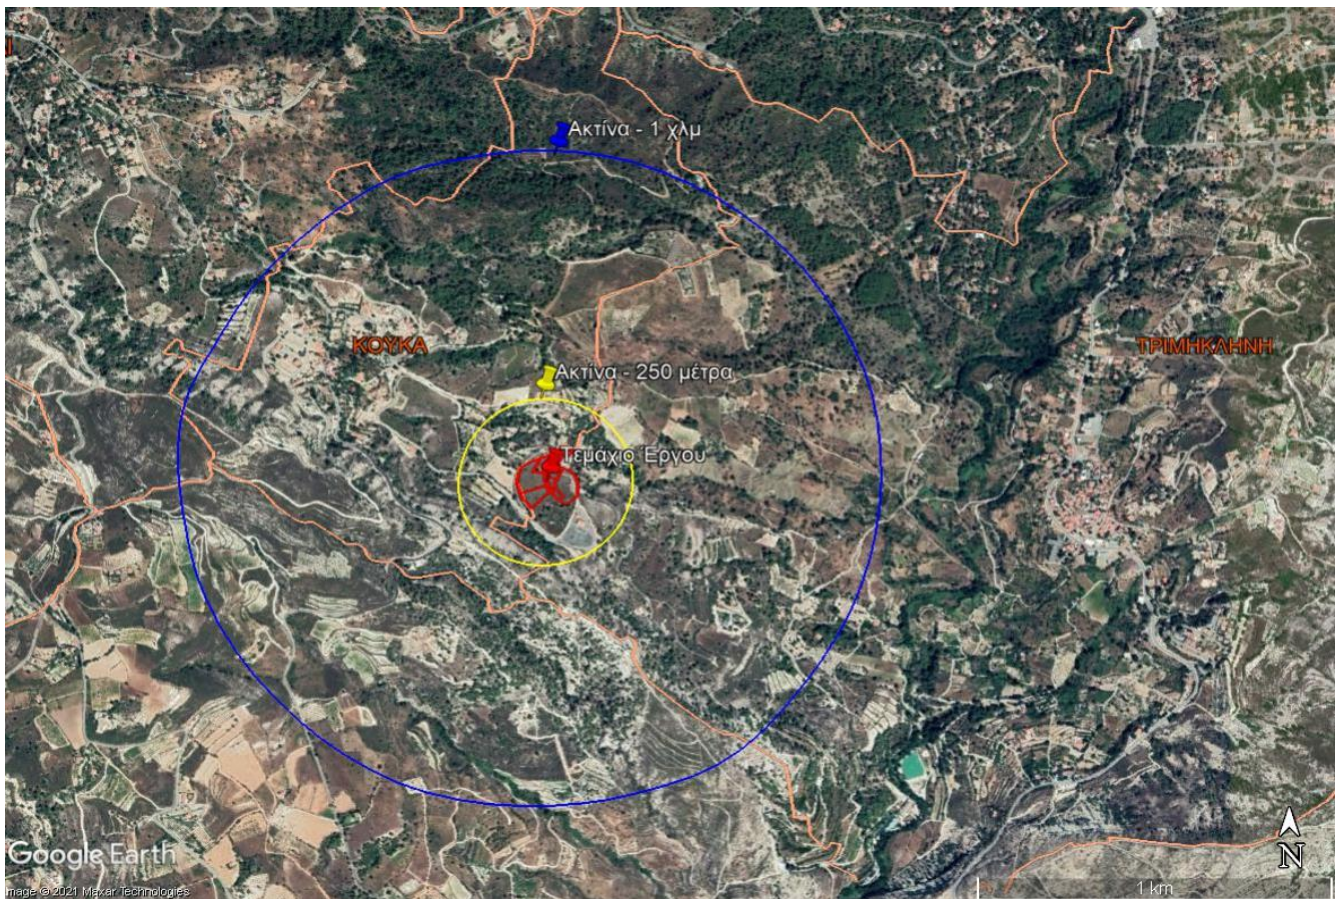 Ακτίνα - 1 χλμ
ΚΟΥΚΑ
ΤΡΙΜΗΚΛΗΝΗ
Ακτίνα - 250 μέτρα
Τεμάχιο Έργου
Google Earth
N
Image © 2021 Maxar Technologies
1 km